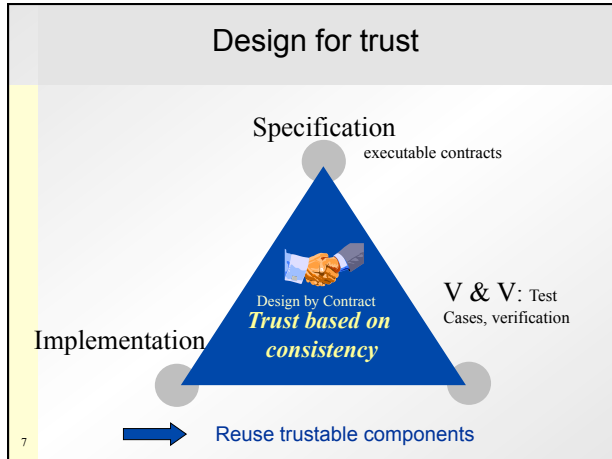 Design for trust
Specification
executable contracts
Design by Contract
Trust based on
consistency
V & V: Test
Cases, verification
Implementation
Reuse trustable components
7